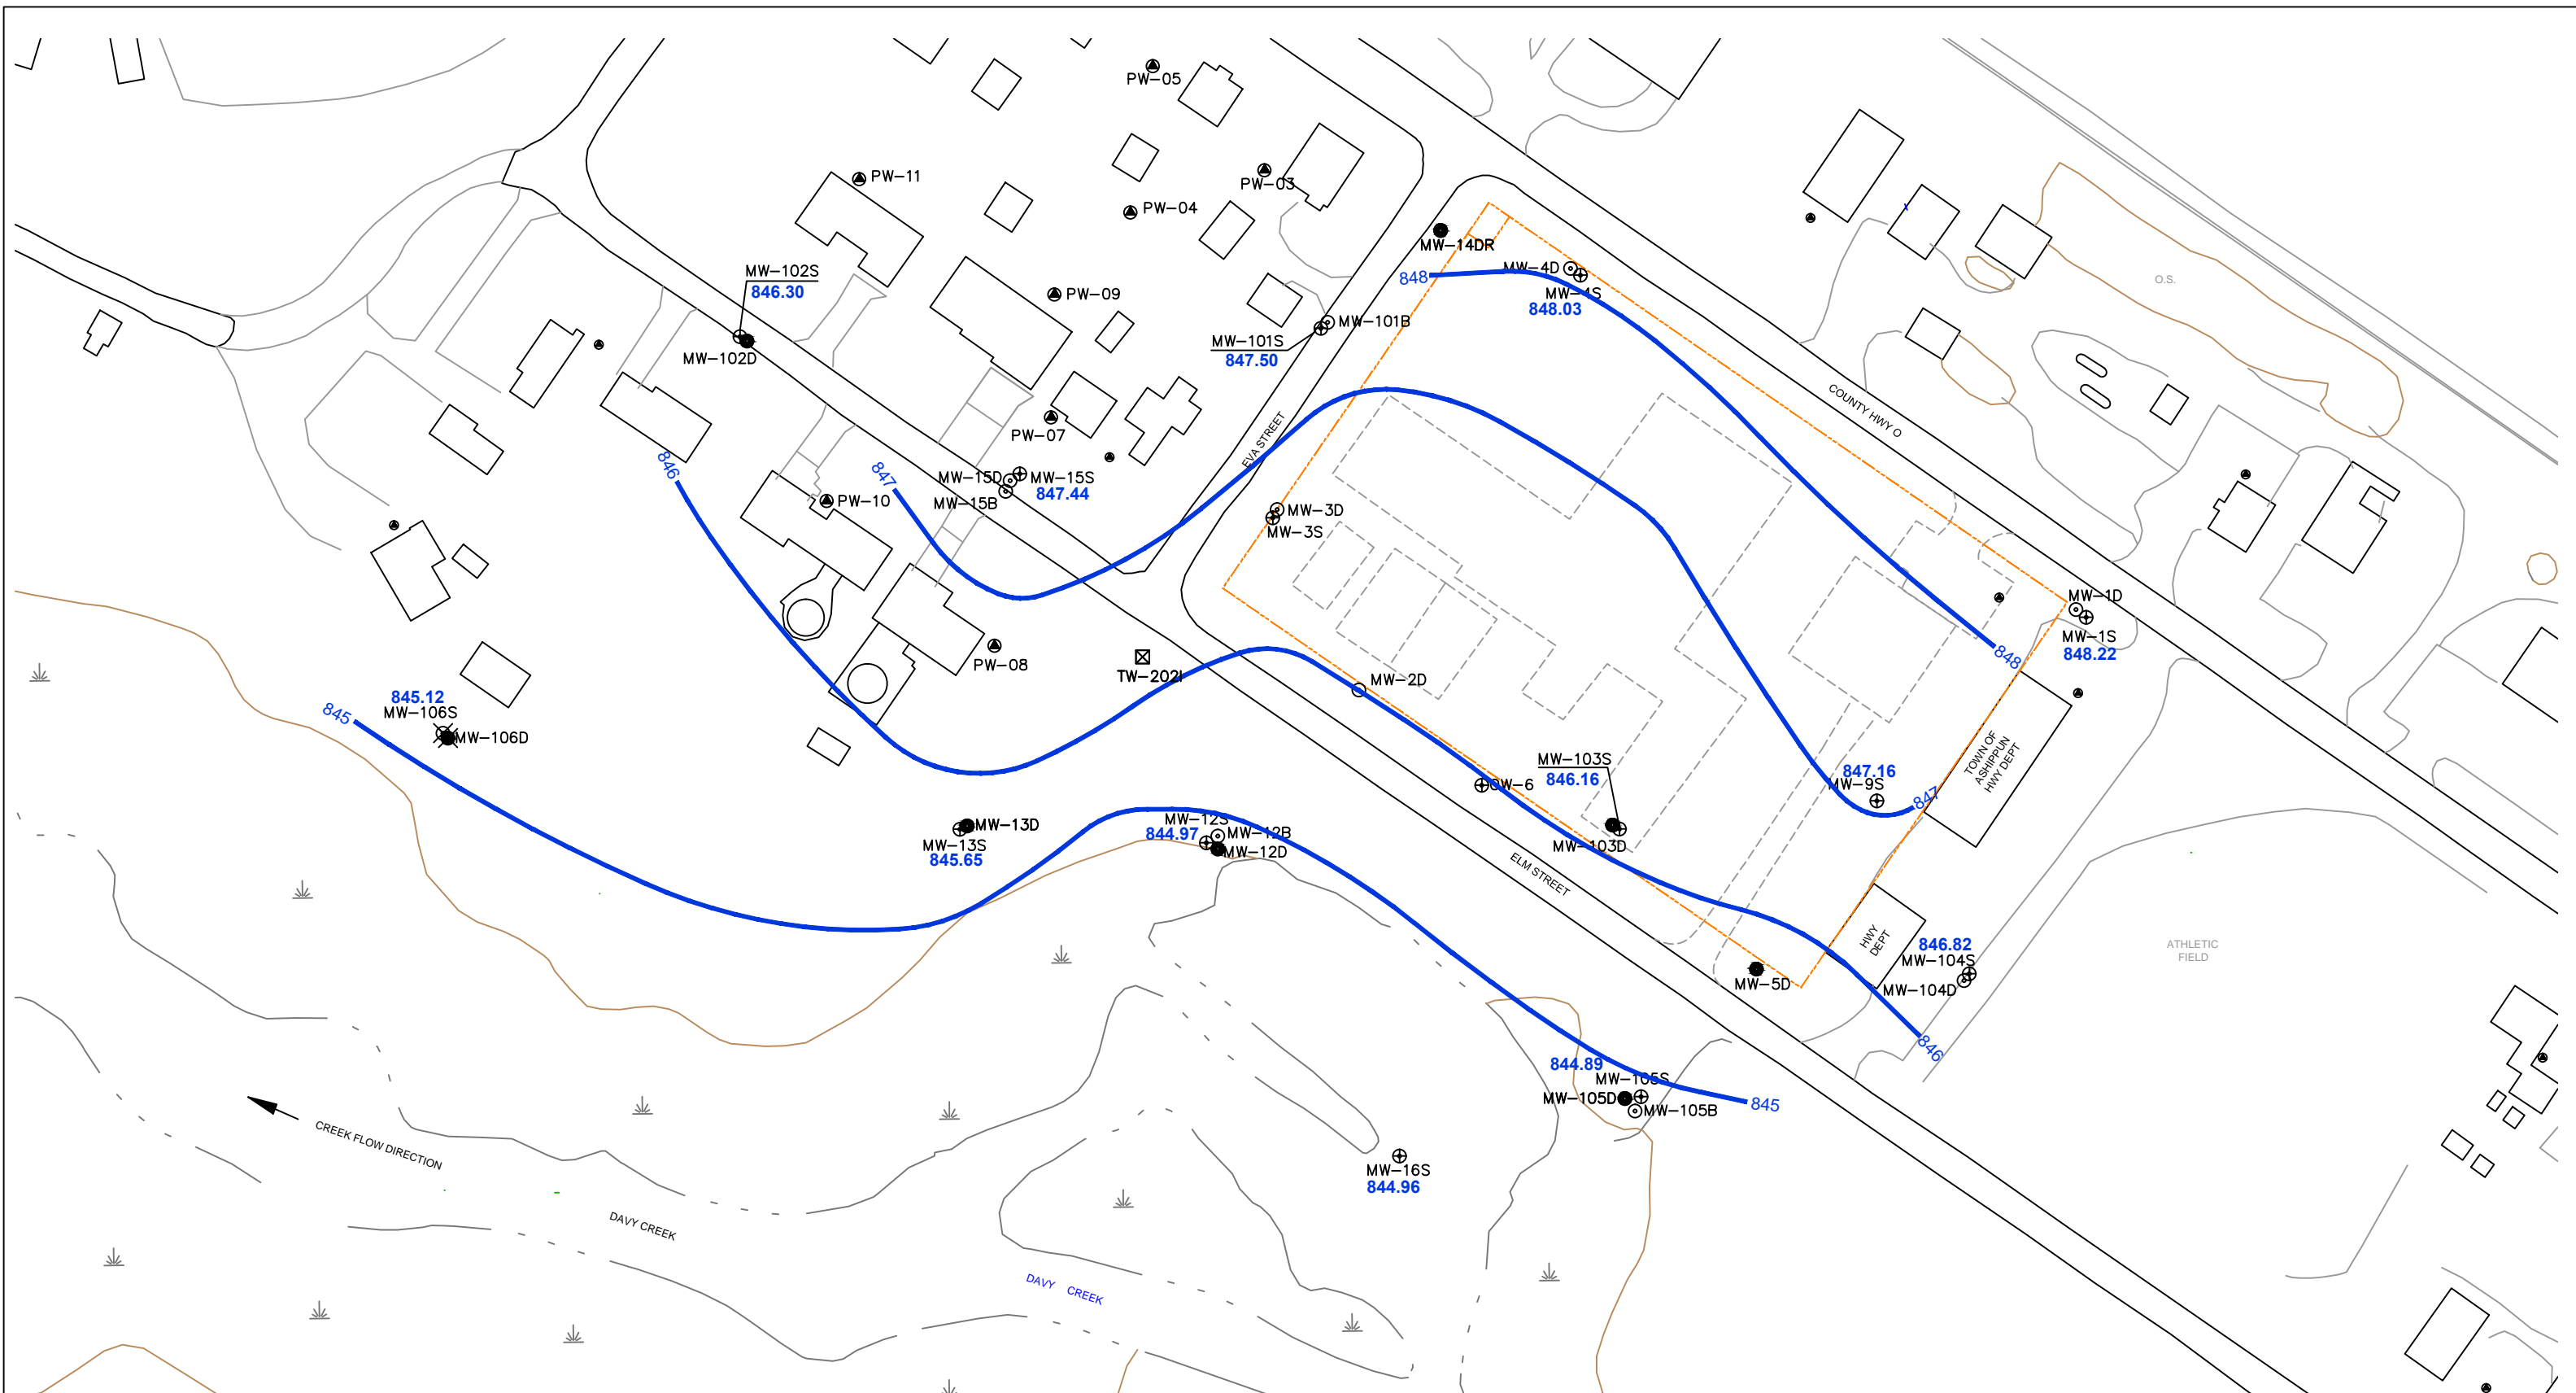 PW-05
PW-11
PW-03
PW-04
MW-14DR
MW-102S
846.30
PW-09
848
MW-4D
MW-4S
848.03
O.S.
MW-101B
MW-101S
847.50
MW-102D
COUNTY HWY O
PW-07
EVA STREET
846
847
MW-15D
MW-15S
847.44
MW-15B
PW-10
MW-3D
MW-3S
MW-1D
MW-1S
848.22
848
PW-08
TW-202I
MW-2D
845.12
MW-106S
845
MW-106D
TOWN OF
ASHIPPUN
HWY DEPT
MW-103S
846.16
847.16
MW-9S
847
OW-6
MW-13D
MW-13S
845.65
MW-12S
844.97
MW-12B
MW-12D
MW-103D
ELM STREET
HWY
DEPT
846.82
MW-104S
MW-104D
ATHLETIC
FIELD
MW-5D
846
844.89
MW-105S
MW-105D
MW-105B
845
CREEK FLOW DIRECTION
MW-16S
844.96
DAVY CREEK
DAVY CREEK